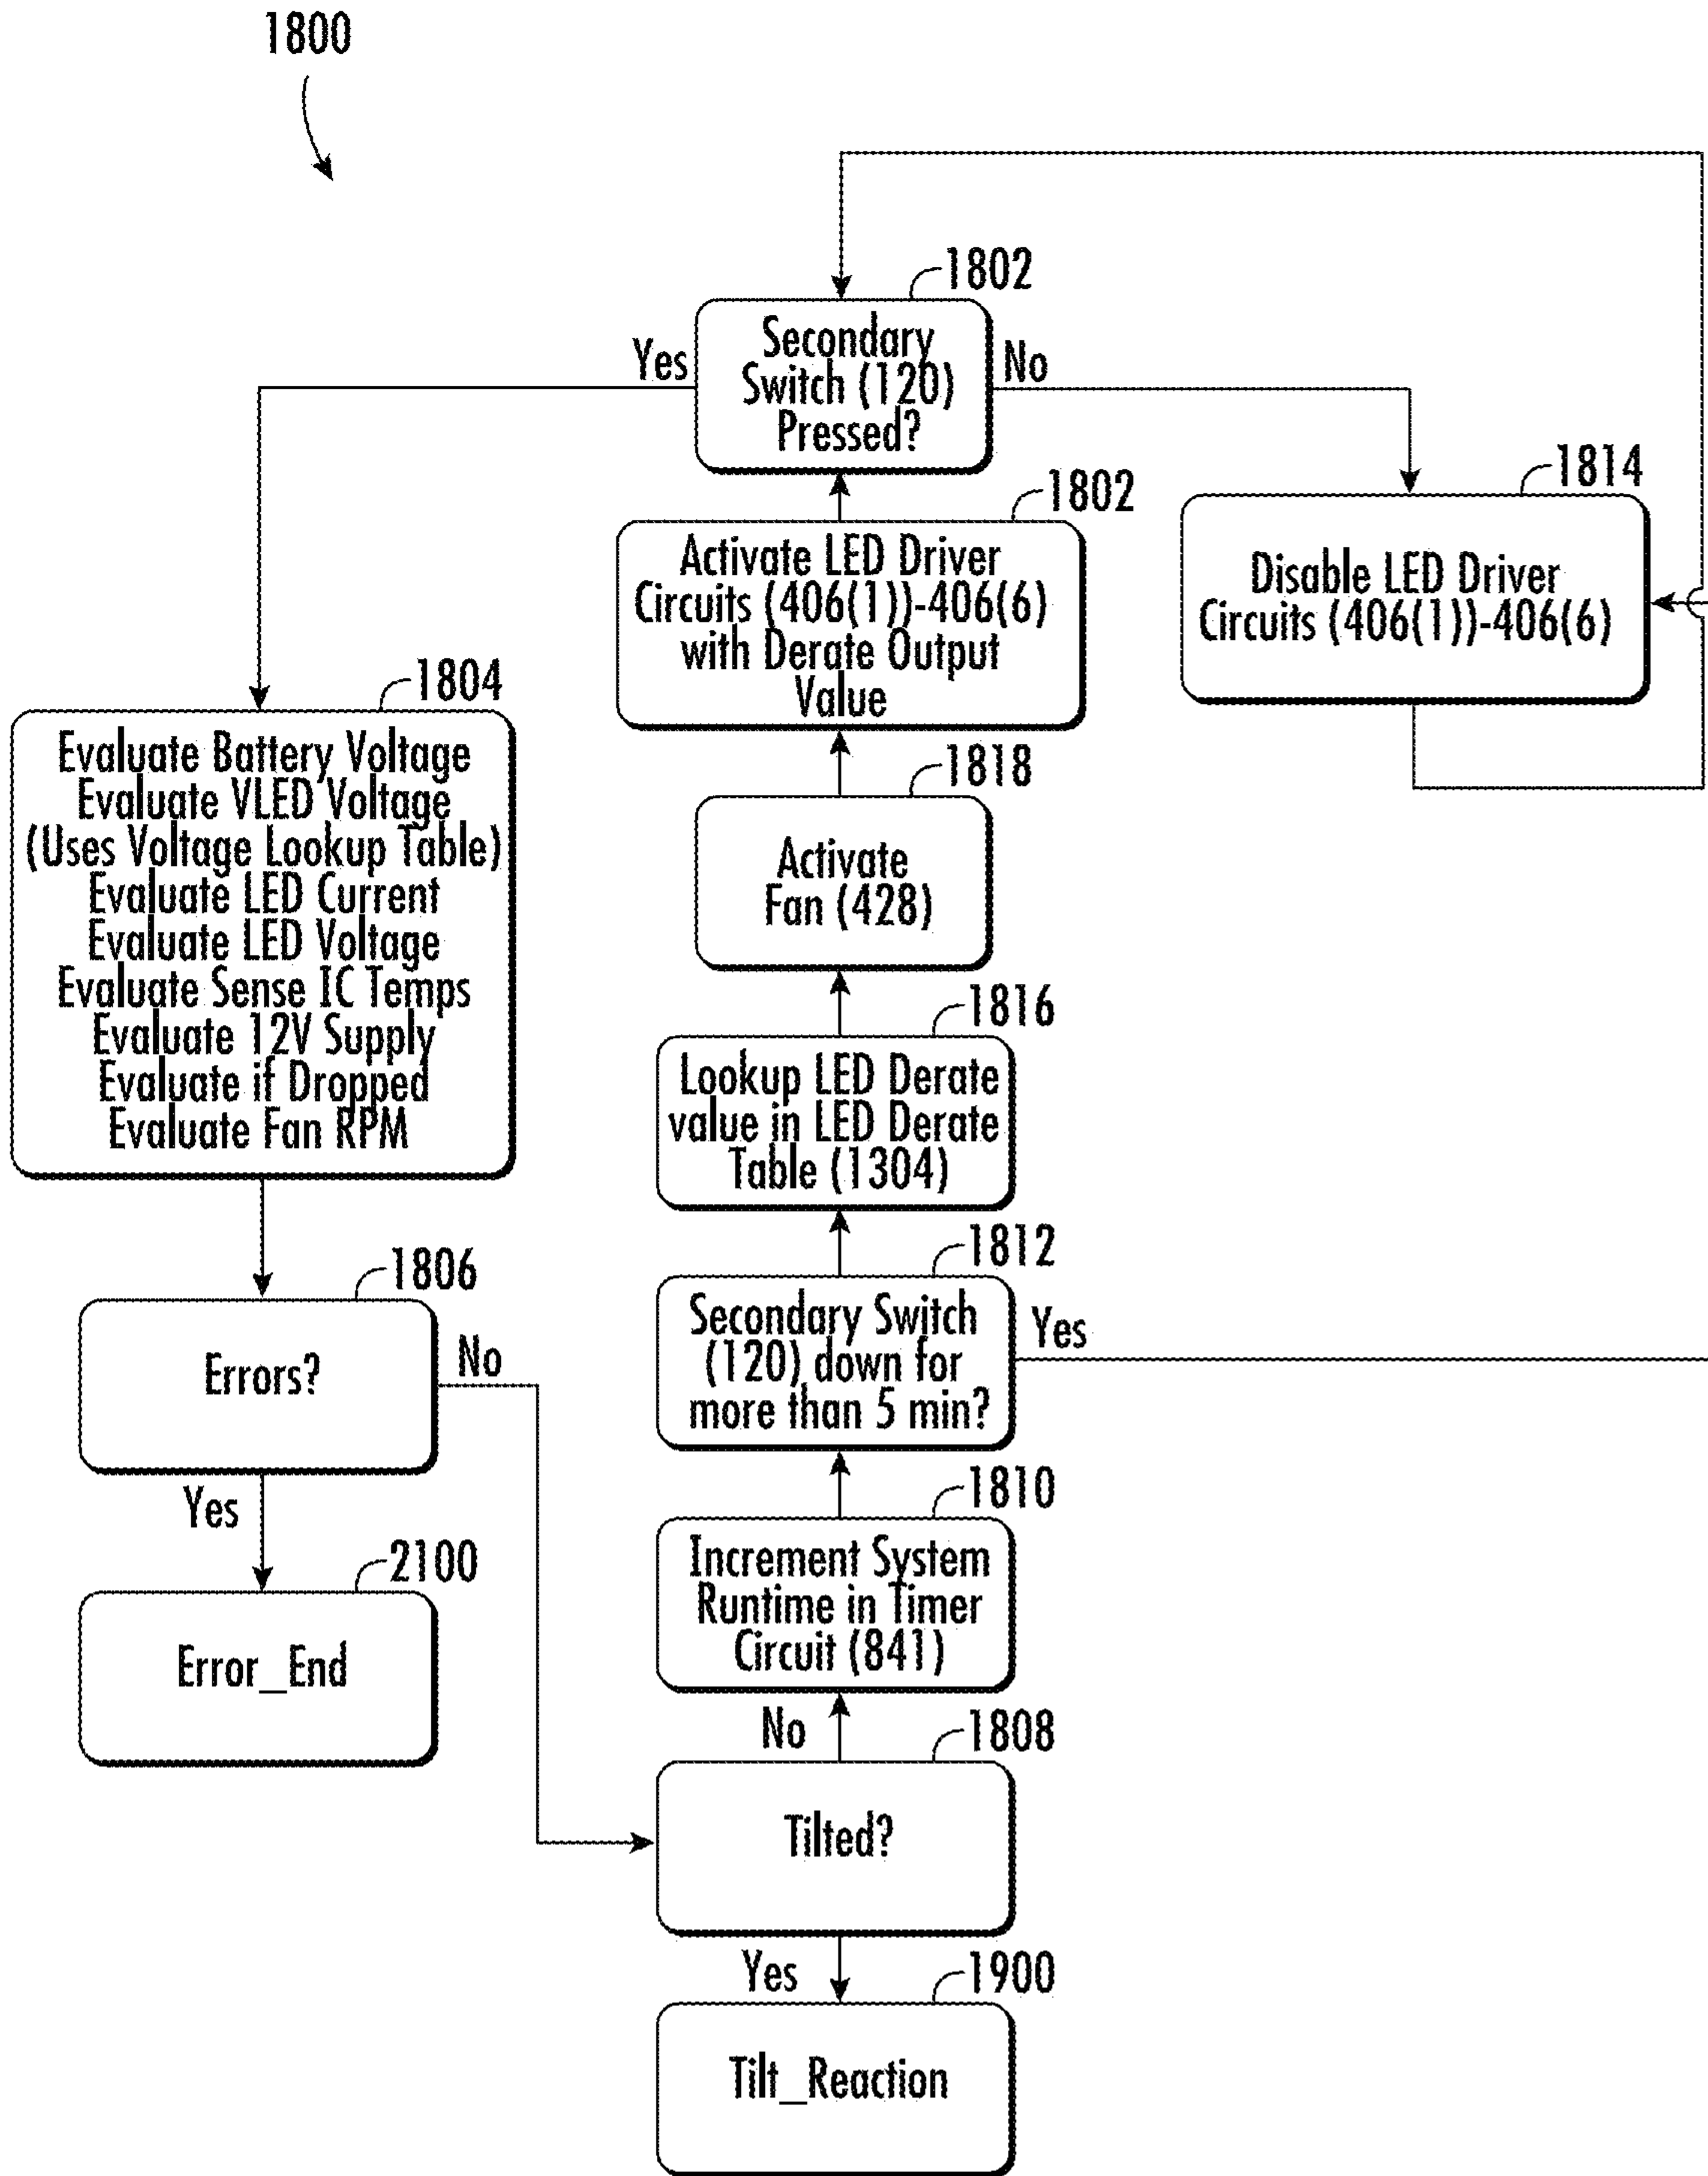 1800
1802
Secondary
Switch (120)
Pressed?
Yes
No
1802
Activate LED Driver
Circuits (406(1))-406(6)
with Derate Output
Value
1814
Disable LED Driver
Circuits (406(1))-406(6)
1804
Evaluate Battery Voltage
Evaluate VLED Voltage
(Uses Voltage Lookup Table)
Evaluate LED Current
Evaluate LED Voltage
Evaluate Sense IC Temps
Evaluate 12V Supply
Evaluate if Dropped
Evaluate Fan RPM
1818
Activate
Fan (428)
1816
Lookup LED Derate
value in LED Derate
Table (1304)
1812
Secondary Switch
(120) down for
more than 5 min?
Yes
1806
Errors?
No
Yes
2100
Error_End
1810
Increment System
Runtime in Timer
Circuit (841)
No
1808
Tilted?
Yes
1900
Tilt_Reaction